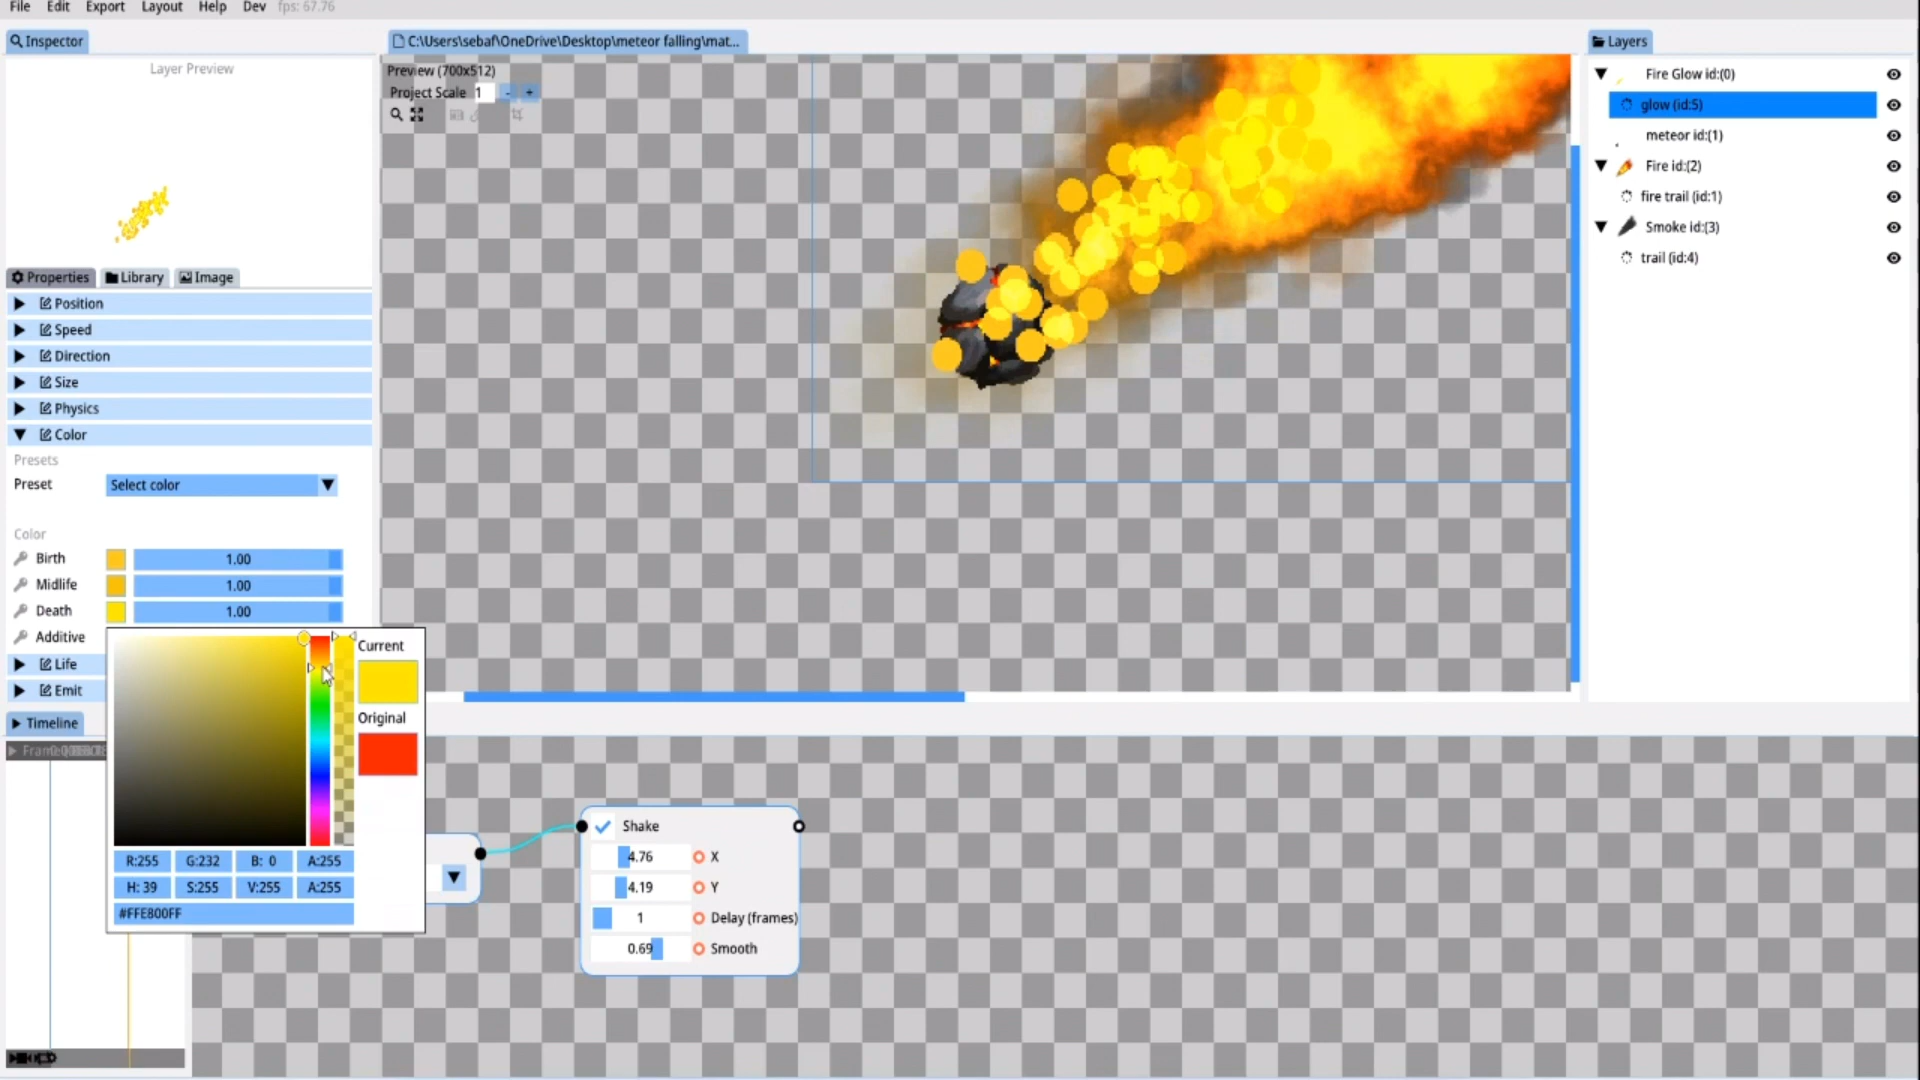 File Edit Export Layout Help Dev fps: 67.76
Inspector
Layer Preview
Properties Library Image
Position
Speed
Direction
Size
Physics
Color
Presets
Preset Select color
Color
Birth 1.00
Midlife 1.00
Death 1.00
Additive
Life
Emit
Current
Original
R:255 G:232 B: 0 A:255
H: 39 S:255 V:255 A:255
#FFE800FF
Timeline
C:\Users\sebaf\OneDrive\Desktop\meteor falling\mat...
Preview (700x512)
Project Scale 1 - +
Shake
4.76 X
4.19 Y
1 Delay (frames)
0.69 Smooth
Layers
Fire Glow id:(0)
glow (id:5)
meteor id:(1)
Fire id:(2)
fire trail (id:1)
Smoke id:(3)
trail (id:4)